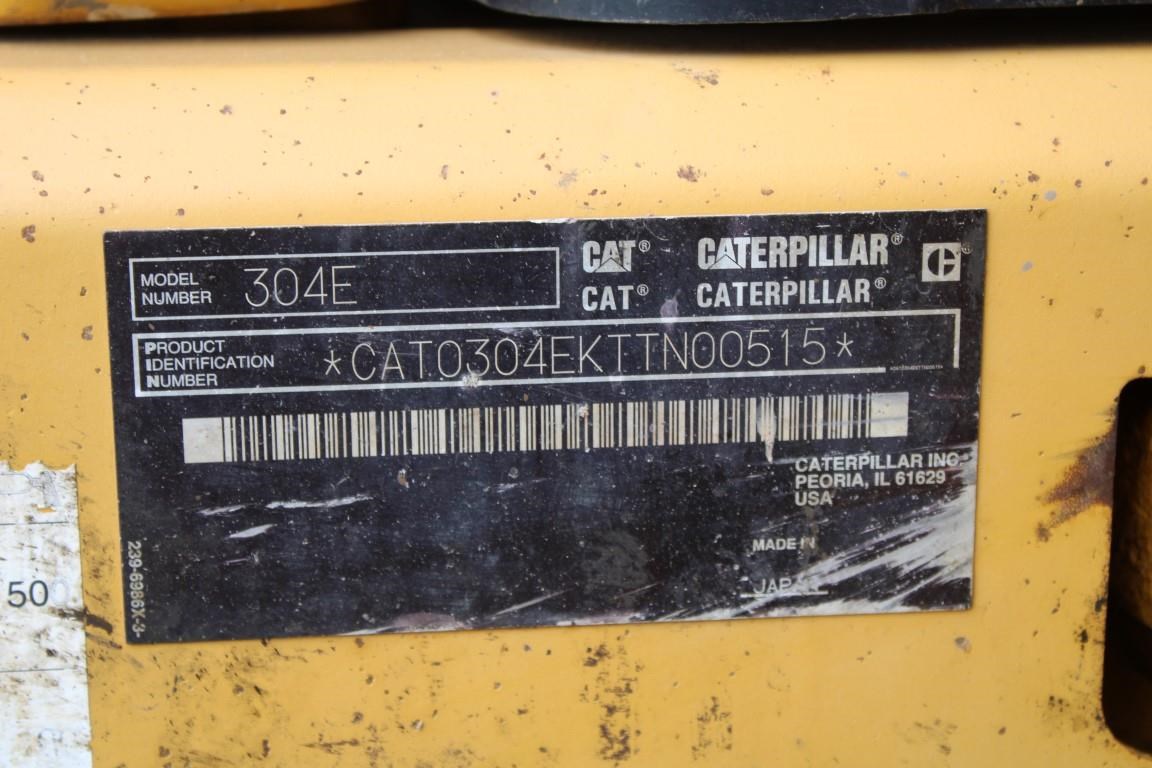 MODEL
NUMBER 304E
CAT® CATERPILLAR®
CAT® CATERPILLAR®
PRODUCT
IDENTIFICATION
NUMBER
*CAT0304EKTTN00515*
CATERPILLAR INC.
PEORIA, IL 61629
USA
MADE IN
239-6986X-3
50